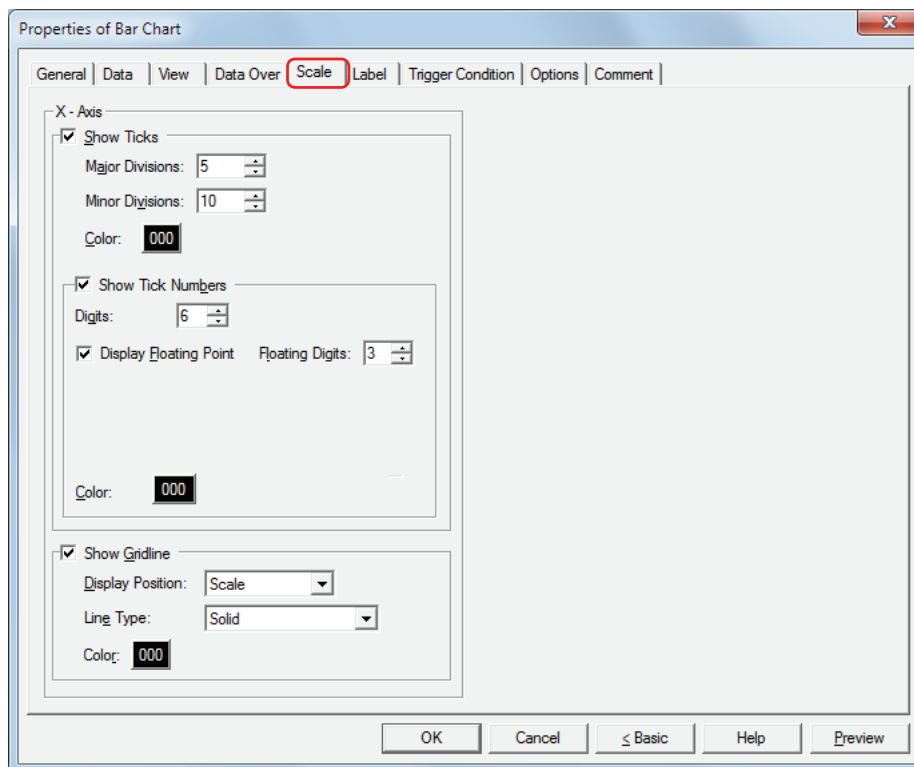 Properties of Bar Chart
General Data View Data Over Scale Label Trigger Condition Options Comment
X - Axis
Show Ticks
Major Divisions: 5
Minor Divisions: 10
Color: 000
Show Tick Numbers
Digits: 6
Display Floating Point Floating Digits: 3
Color: 000
Show Gridline
Display Position: Scale
Line Type: Solid
Color: 000
OK Cancel < Basic Help Preview